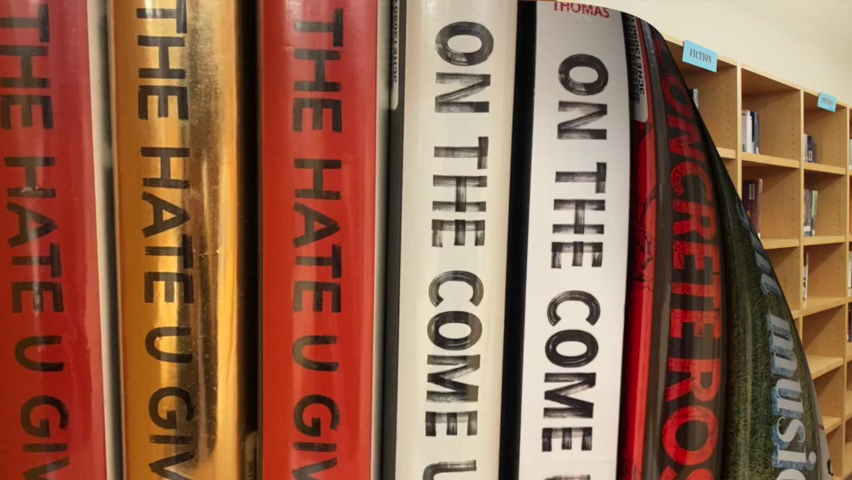 THE HATE U GIV
THE HATE U GIV
THE HATE U GIV
ON THE COME U
THOMAS
ON THE COME
ONCRETE ROS
music
FICTION